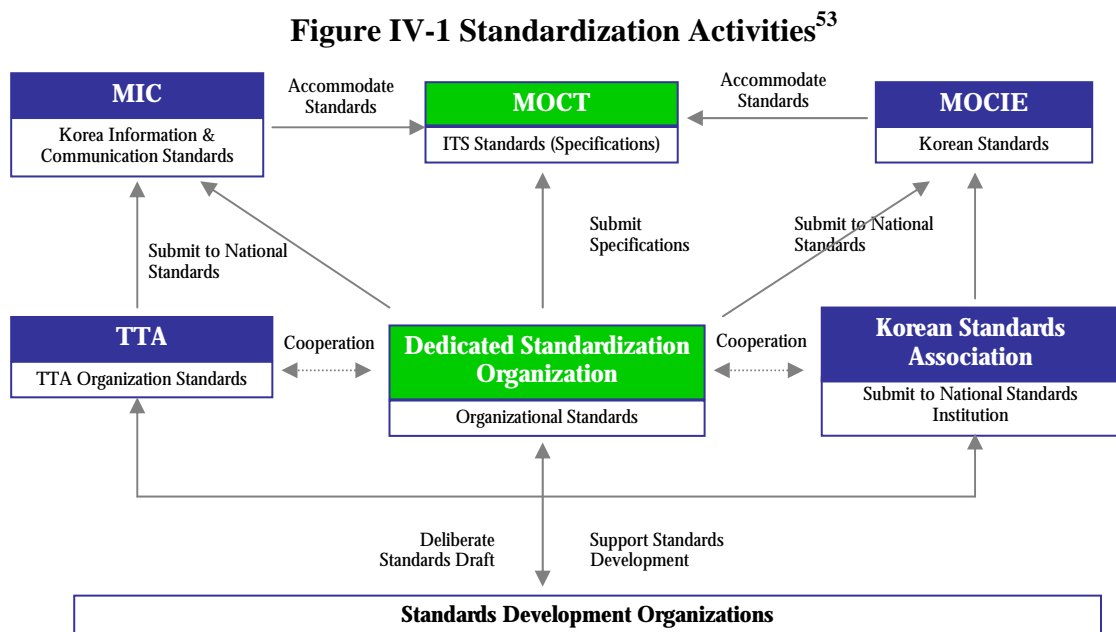 Figure IV-1 Standardization Activities53
MIC
Korea Information &
Communication Standards
Accommodate
Standards
MOCT
ITS Standards (Specifications)
Accommodate
Standards
MOCIE
Korean Standards
Submit to National
Standards
Submit
Specifications
Submit to National
Standards
TTA
TTA Organization Standards
Cooperation
Dedicated Standardization
Organization
Organizational Standards
Cooperation
Korean Standards
Association
Submit to National Standards
Institution
Deliberate
Standards Draft
Support Standards
Development
Standards Development Organizations